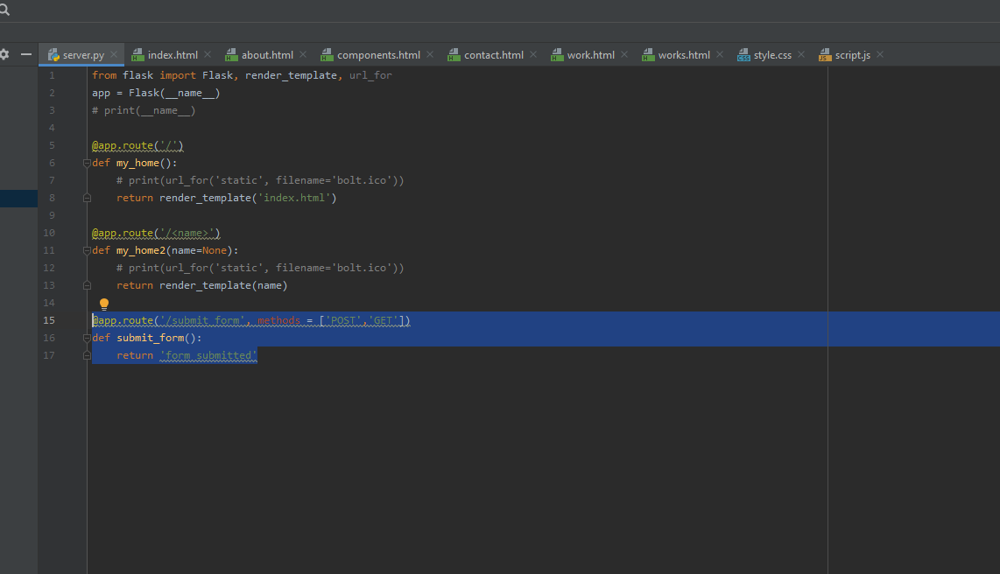 server.py index.html about.html components.html contact.html work.html works.html style.css script.js
1 from flask import Flask, render_template, url_for
2 app = Flask(__name__)
3 # print(__name__)
4
5 @app.route('/')
6 def my_home():
7     # print(url_for('static', filename='bolt.ico'))
8     return render_template('index.html')
9
10 @app.route('/<name>')
11 def my_home2(name=None):
12     # print(url_for('static', filename='bolt.ico'))
13     return render_template(name)
14
15 @app.route('/submit_form', methods = ['POST','GET'])
16 def submit_form():
17     return 'form submitted'